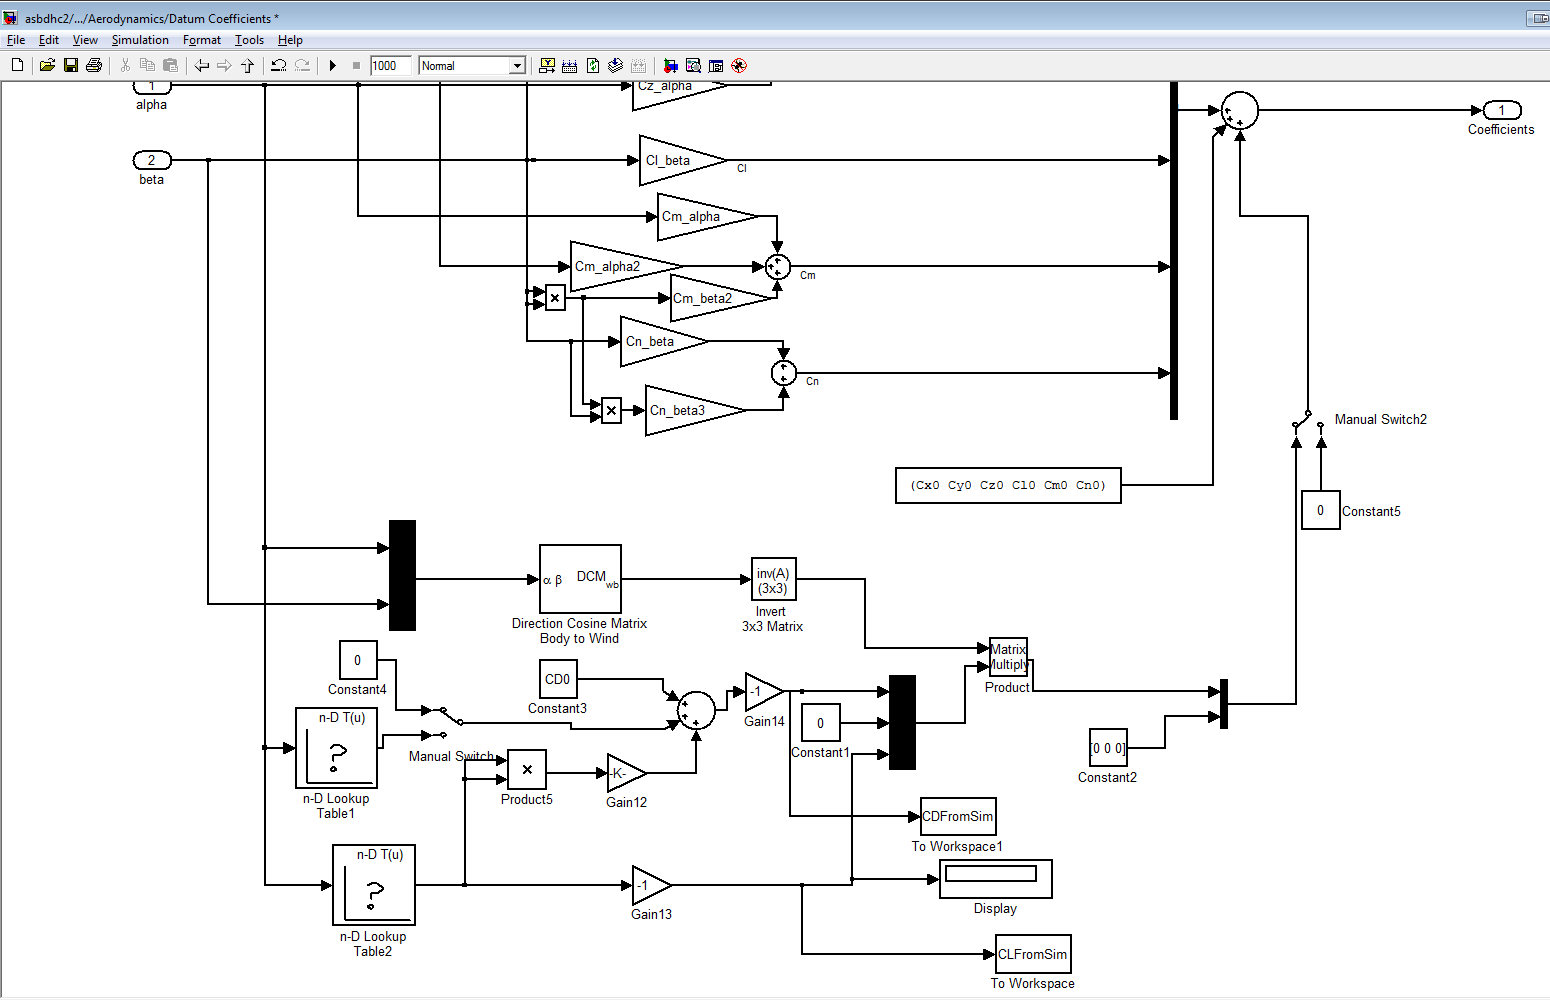 asbdhc2/.../Aerodynamics/Datum Coefficients *
File Edit View Simulation Format Tools Help
1000 Normal
1
alpha
Cz_alpha
1
Coefficients
2
beta
Cl_beta
Cl
Cm_alpha
Cm_alpha2
Cm
Cm_beta2
Cn_beta
Cn
Cn_beta3
Manual Switch2
(Cx0 Cy0 Cz0 Cl0 Cm0 Cn0)
0
Constant5
α β DCM wb
Direction Cosine Matrix
Body to Wind
inv(A)
(3x3)
Invert
3x3 Matrix
Matrix
Multiply
Product
0
Constant4
CD0
Constant3
-1
Gain14
0
Constant1
n-D T(u)
?
n-D Lookup
Table1
Manual Switch
×
Product5
-K-
Gain12
[0 0 0]
Constant2
CDFromSim
To Workspace1
n-D T(u)
?
n-D Lookup
Table2
-1
Gain13
Display
CLFromSim
To Workspace